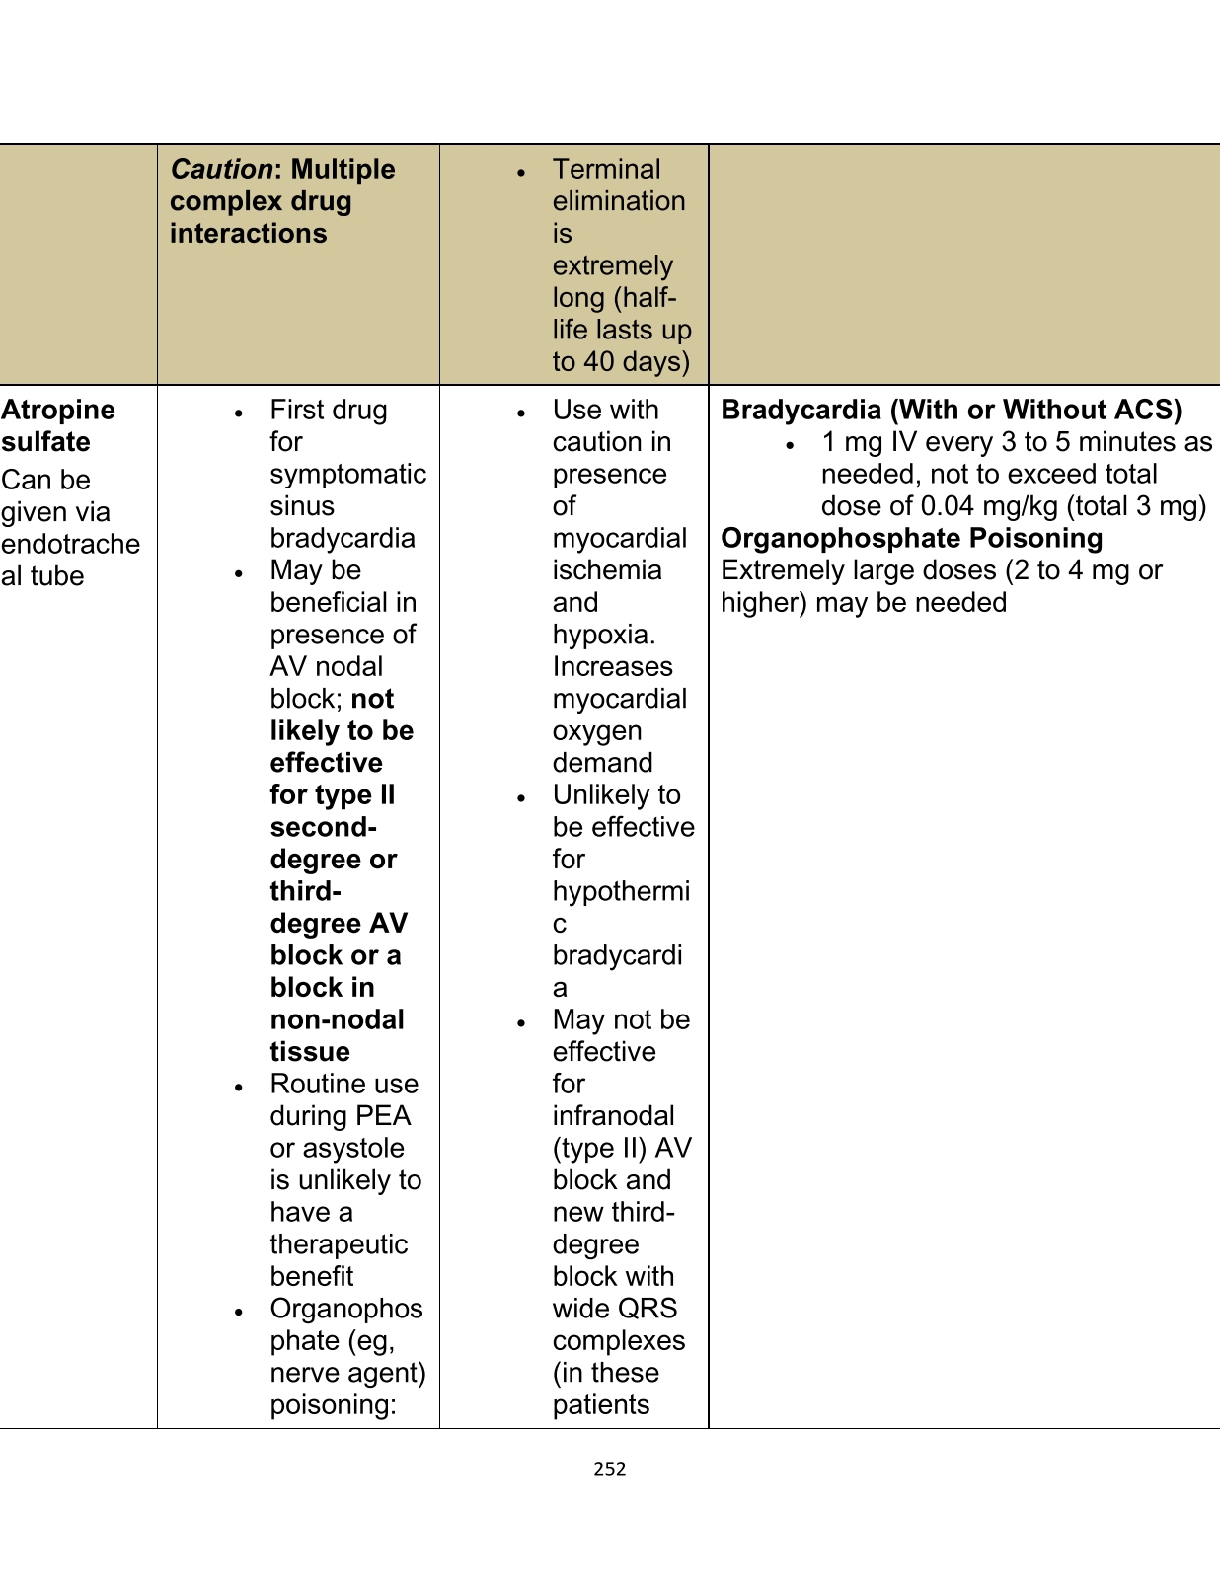 Caution: Multiple
complex drug
interactions
• Terminal
elimination
is
extremely
long (half-
life lasts up
to 40 days)
Atropine
sulfate
Can be
given via
endotrache
al tube
• First drug
for
symptomatic
sinus
bradycardia
• May be
beneficial in
presence of
AV nodal
block; not
likely to be
effective
for type II
second-
degree or
third-
degree AV
block or a
block in
non-nodal
tissue
• Routine use
during PEA
or asystole
is unlikely to
have a
therapeutic
benefit
• Organophos
phate (eg,
nerve agent)
poisoning:
• Use with
caution in
presence
of
myocardial
ischemia
and
hypoxia.
Increases
myocardial
oxygen
demand
• Unlikely to
be effective
for
hypothermi
c
bradycardi
a
• May not be
effective
for
infranodal
(type II) AV
block and
new third-
degree
block with
wide QRS
complexes
(in these
patients
Bradycardia (With or Without ACS)
• 1 mg IV every 3 to 5 minutes as
needed, not to exceed total
dose of 0.04 mg/kg (total 3 mg)
Organophosphate Poisoning
Extremely large doses (2 to 4 mg or
higher) may be needed
252